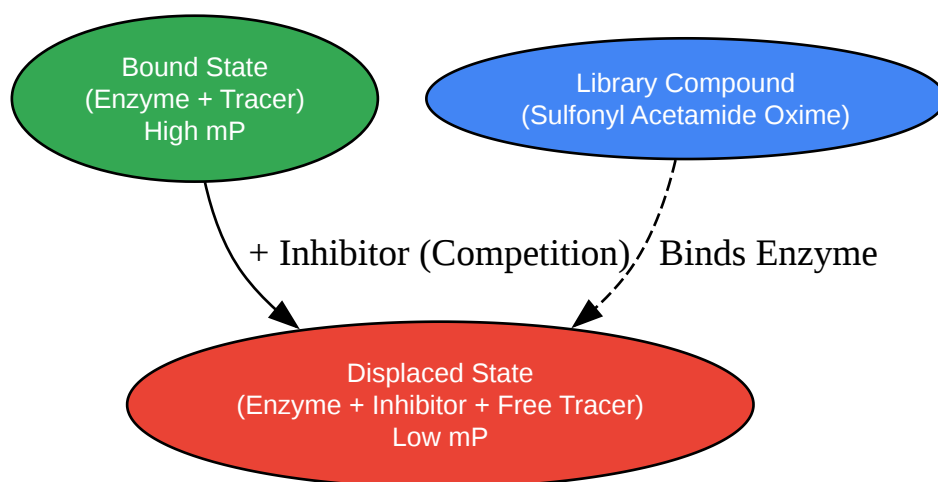 Bound State
(Enzyme + Tracer)
High mP
Library Compound
(Sulfonyl Acetamide Oxime)
+ Inhibitor (Competition)
Binds Enzyme
Displaced State
(Enzyme + Inhibitor + Free Tracer)
Low mP